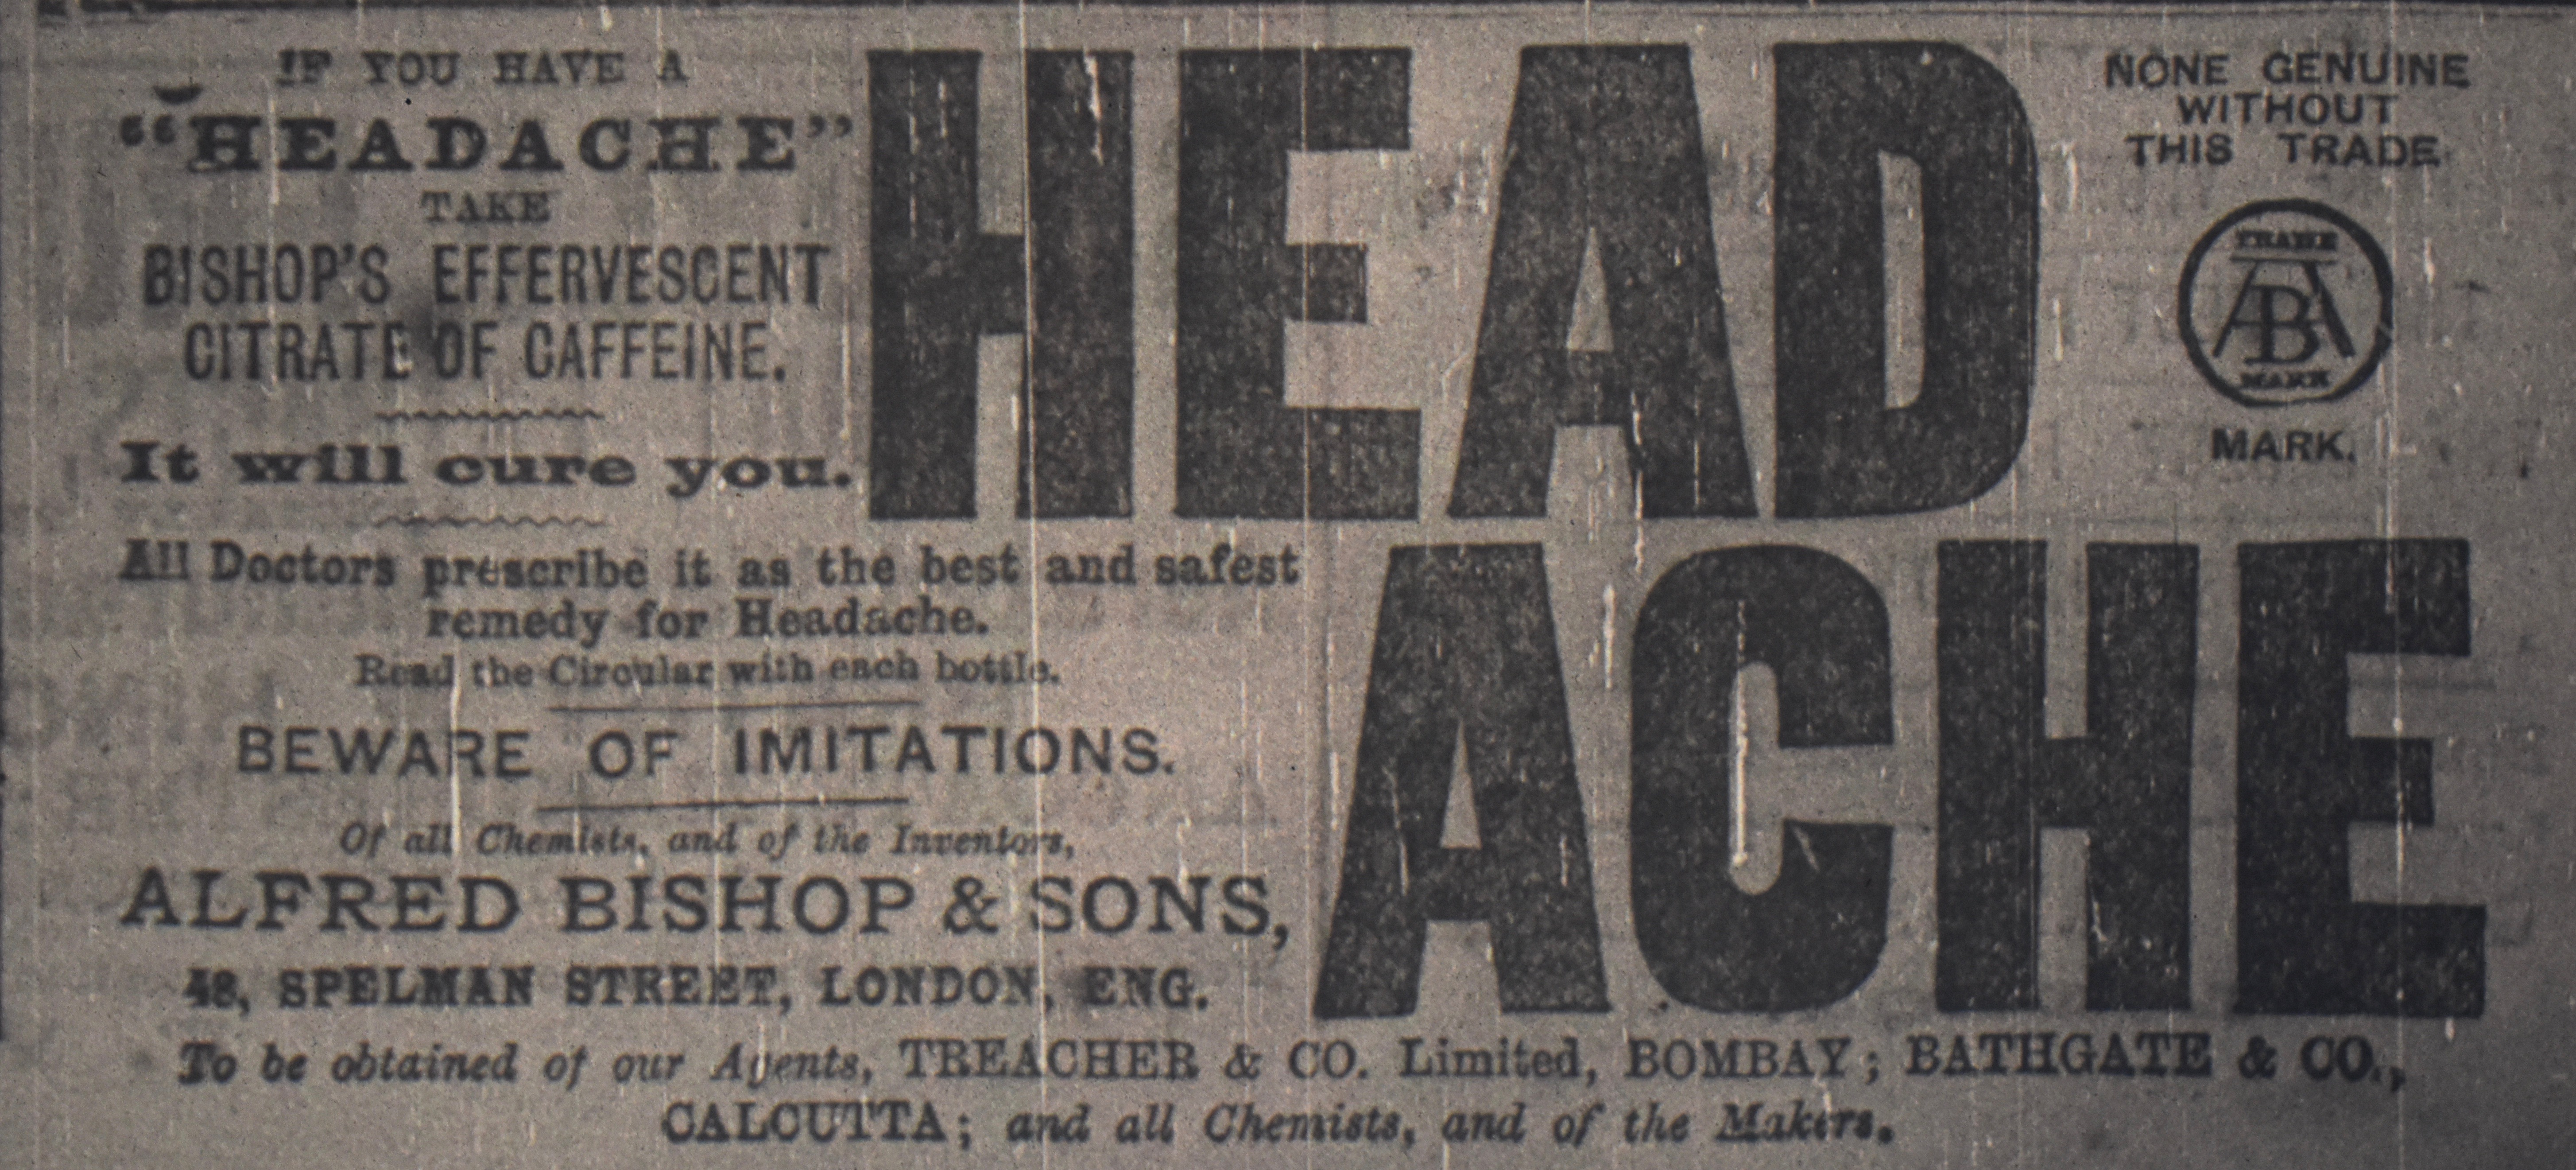 IF YOU HAVE A
"HEADACHE"
TAKE
BISHOP'S EFFERVESCENT
CITRATE OF CAFFEINE.
It will cure you.
HEAD
ACHE
NONE GENUINE
WITHOUT
THIS TRADE
TRADE
AB
MARK
MARK.
All Doctors prescribe it as the best and safest
remedy for Headache.
Read the Circular with each bottle.
BEWARE OF IMITATIONS.
Of all Chemists, and of the Inventors,
ALFRED BISHOP & SONS,
48, SPELMAN STREET, LONDON, ENG.
To be obtained of our Agents, TREACHER & CO. Limited, BOMBAY; BATHGATE & CO.,
CALCUTTA; and all Chemists, and of the Makers.